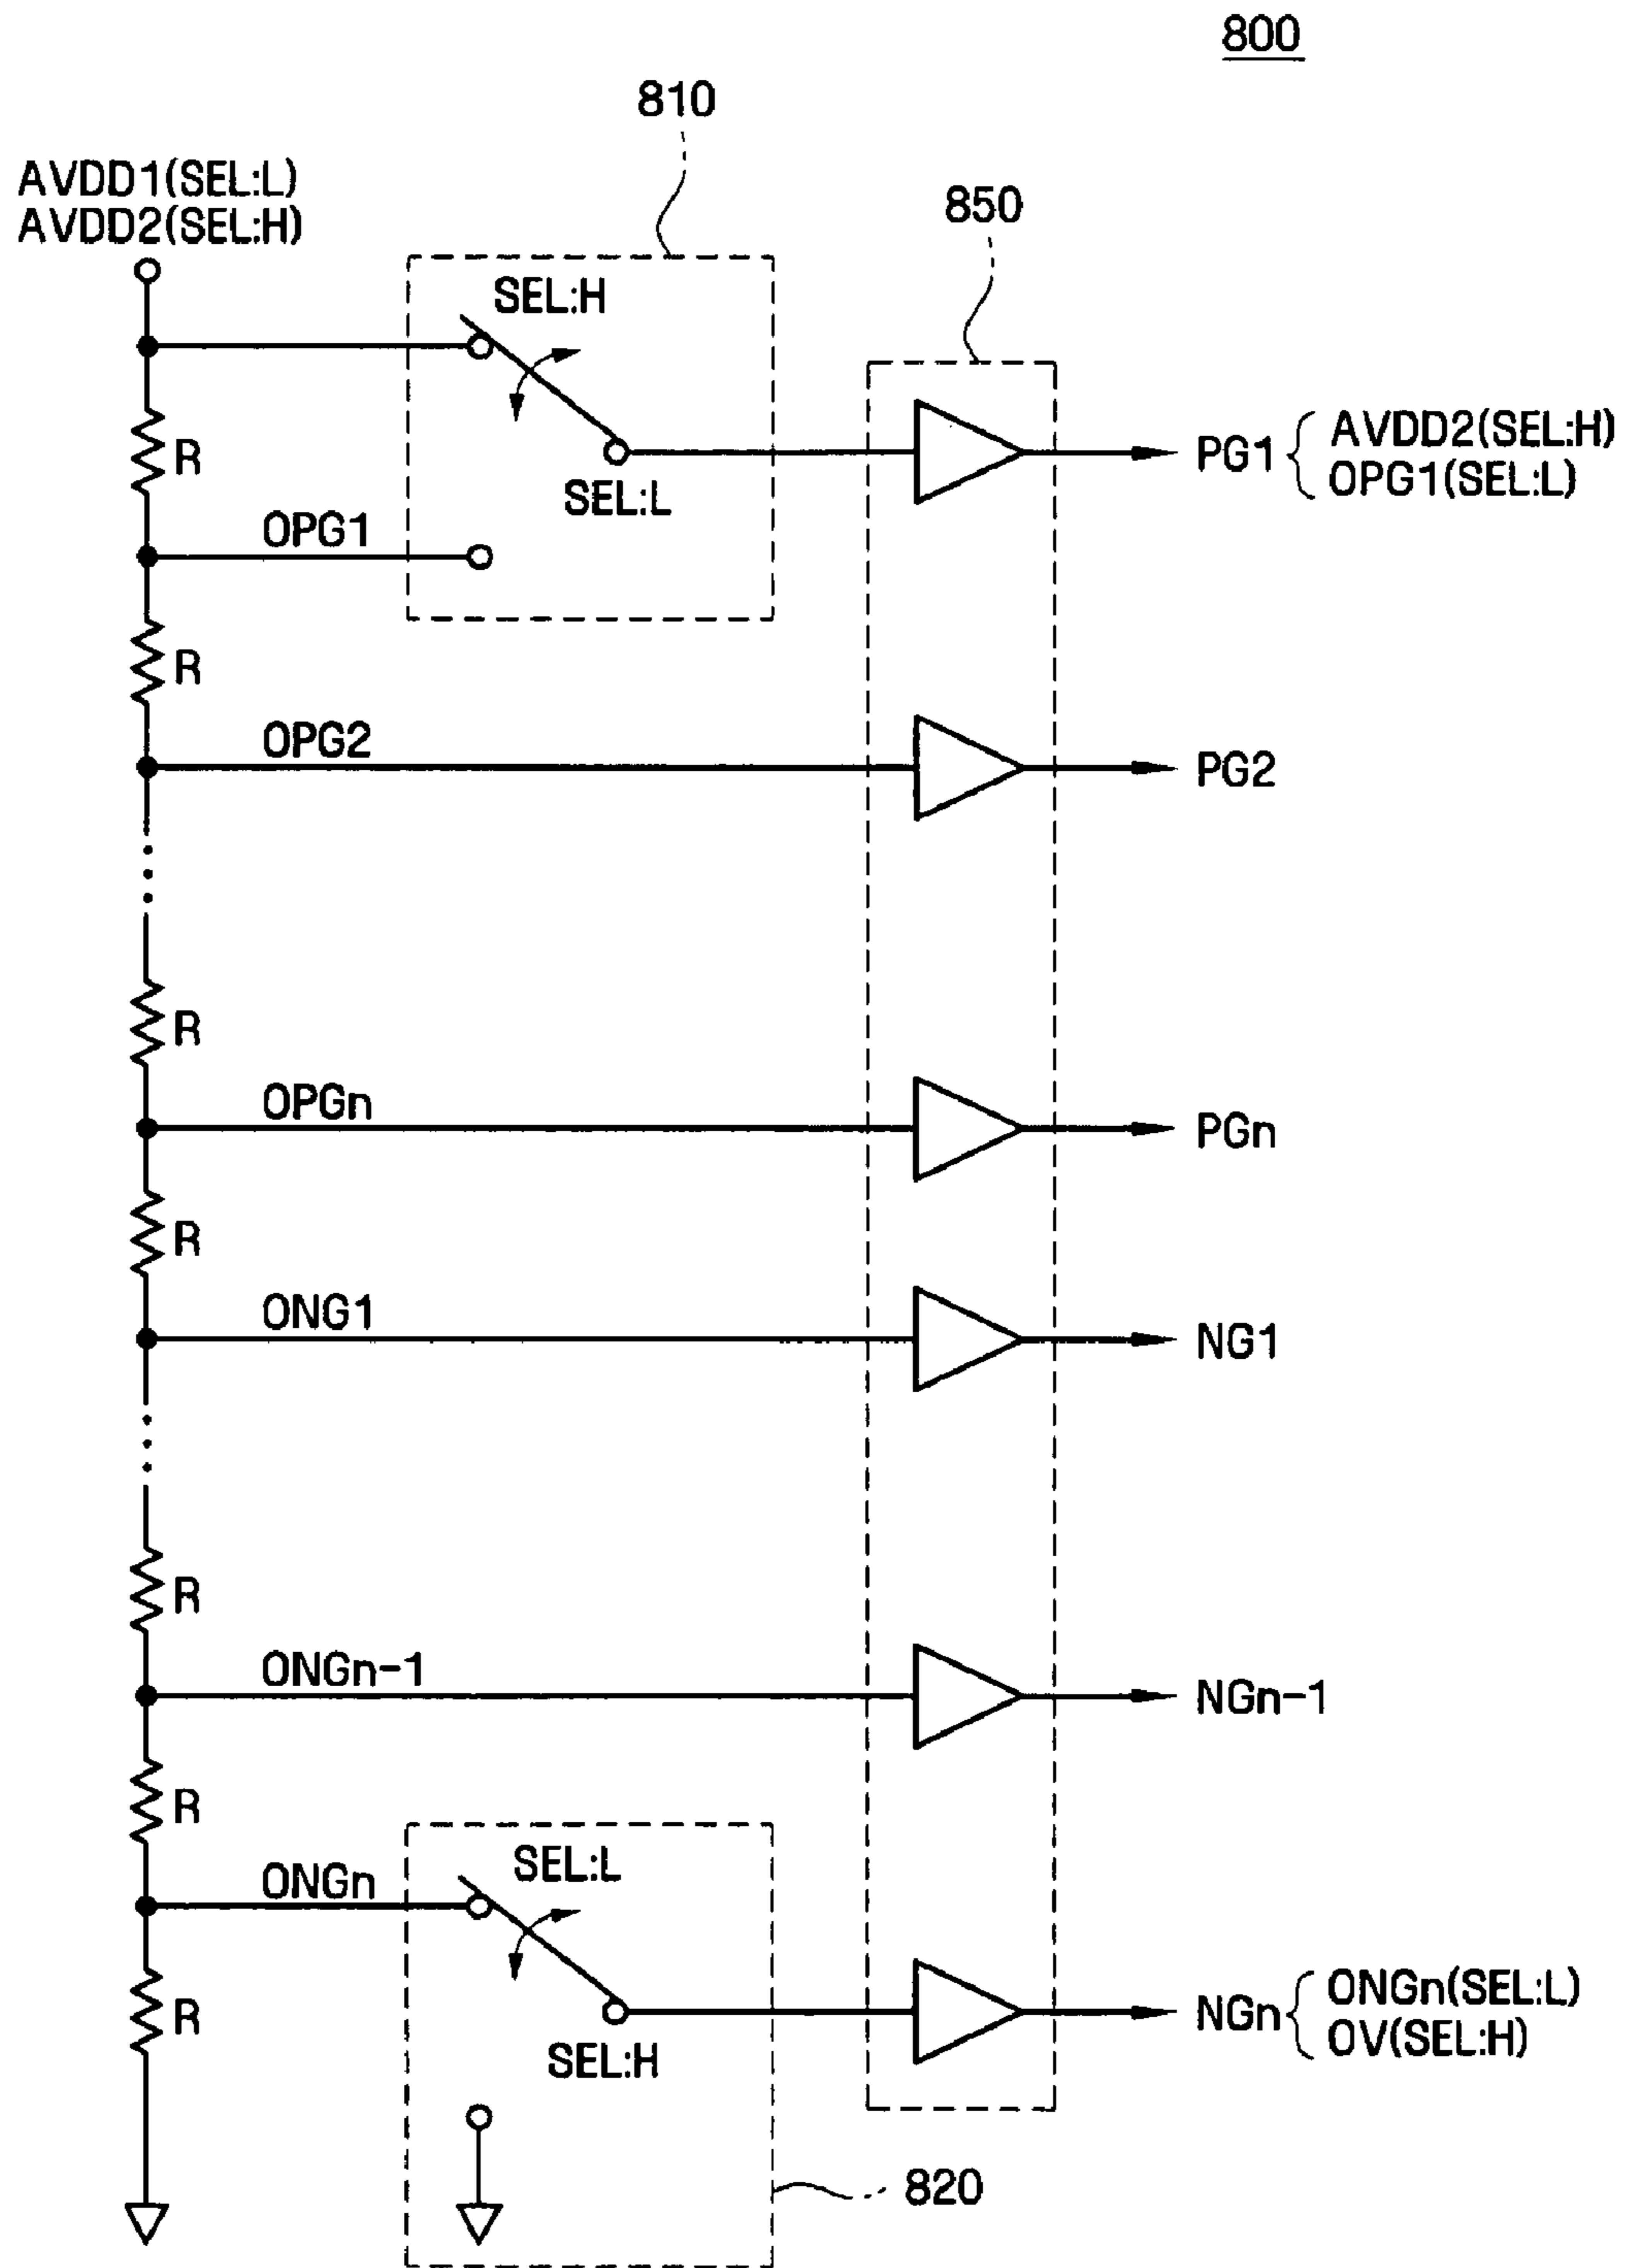 800
810
AVDD1(SEL:L)
AVDD2(SEL:H)
850
SEL:H
R
SEL:L
PG1
AVDD2(SEL:H)
OPG1(SEL:L)
OPG1
R
OPG2
PG2
R
OPGn
PGn
R
ONG1
NG1
R
ONGn-1
NGn-1
R
SEL:L
ONGn
R
SEL:H
NGn
ONGn(SEL:L)
0V(SEL:H)
820